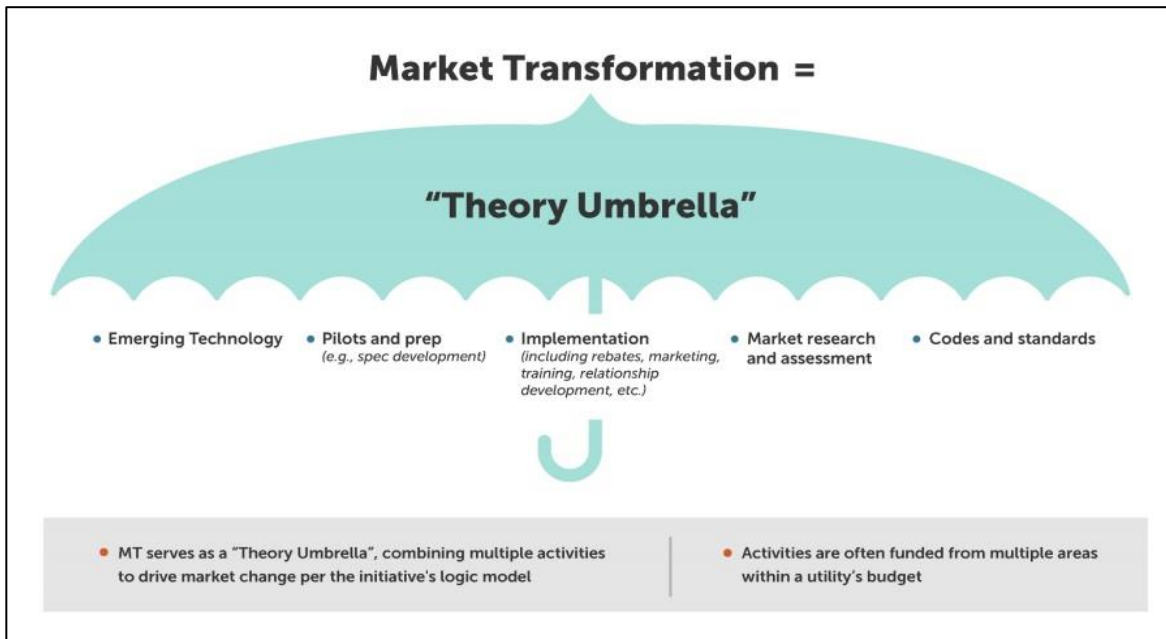 Market Transformation =
“Theory Umbrella”
• Emerging Technology
• Pilots and prep
(e.g., spec development)
• Implementation
(including rebates, marketing,
training, relationship
development, etc.)
• Market research
and assessment
• Codes and standards
• MT serves as a “Theory Umbrella”, combining multiple activities
to drive market change per the initiative's logic model
• Activities are often funded from multiple areas
within a utility’s budget